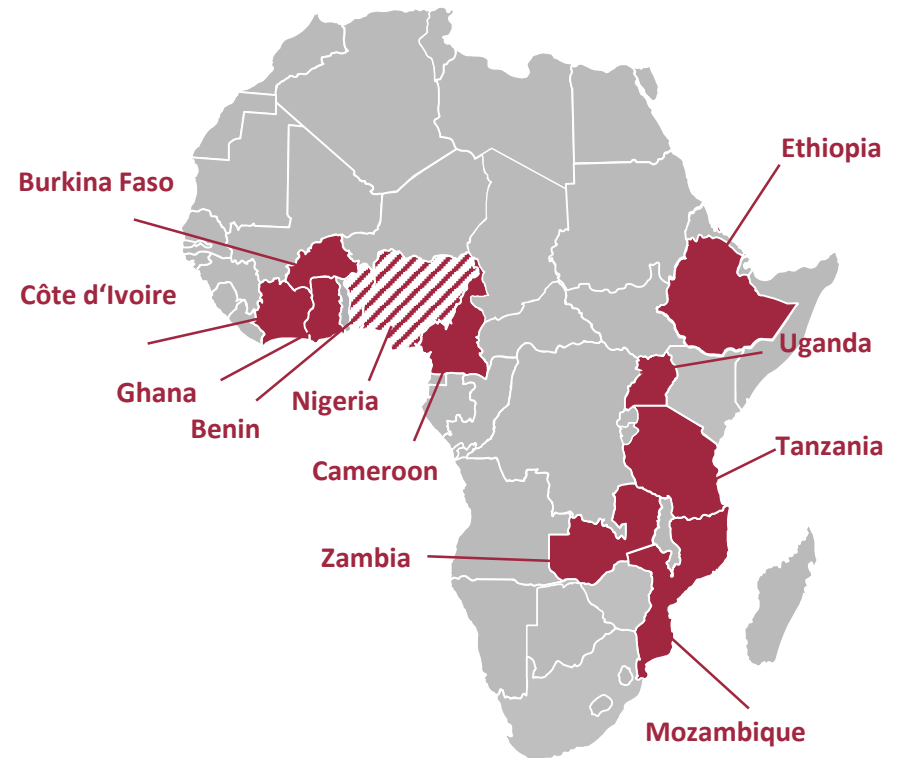 Ethiopia
Burkina Faso
Côte d‘Ivoire
Uganda
Ghana
Nigeria
Benin
Tanzania
Cameroon
Zambia
Mozambique